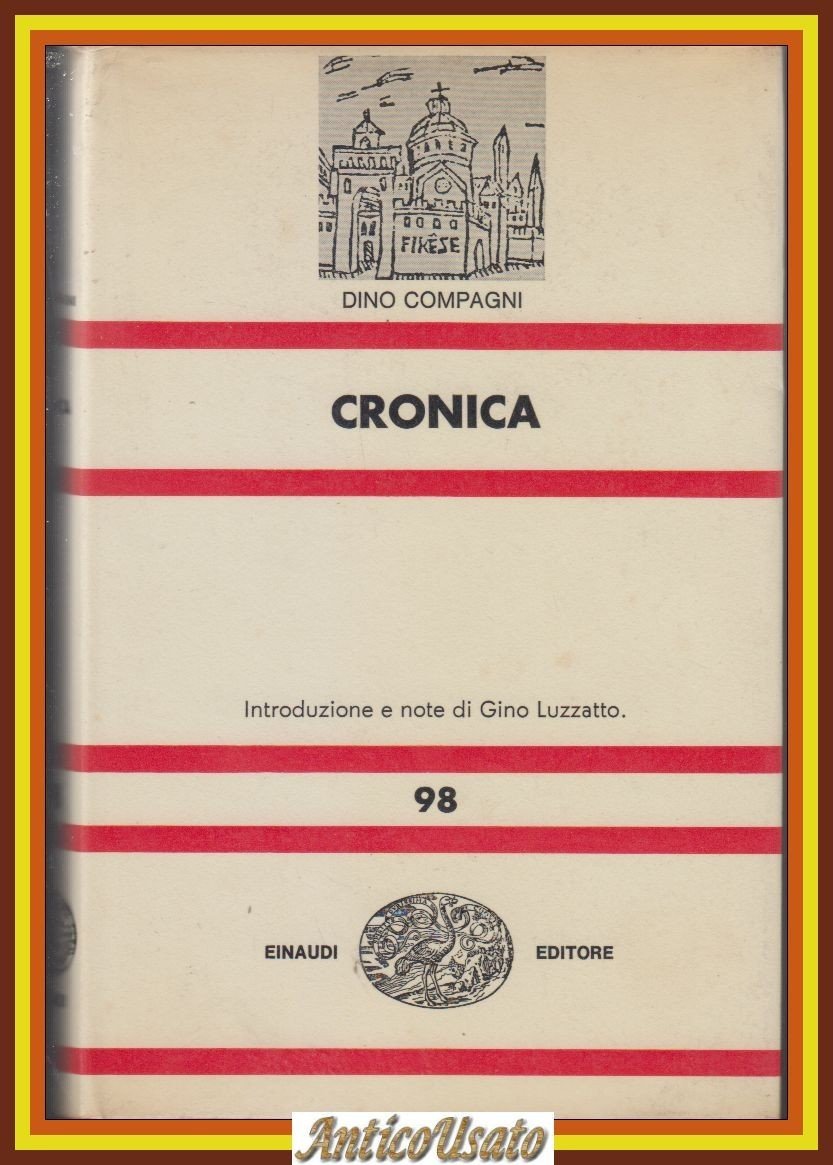 FIRĒSE
DINO COMPAGNI
CRONICA
Introduzione e note di Gino Luzzatto.
98
EINAUDI EDITORE
AnticoUsato